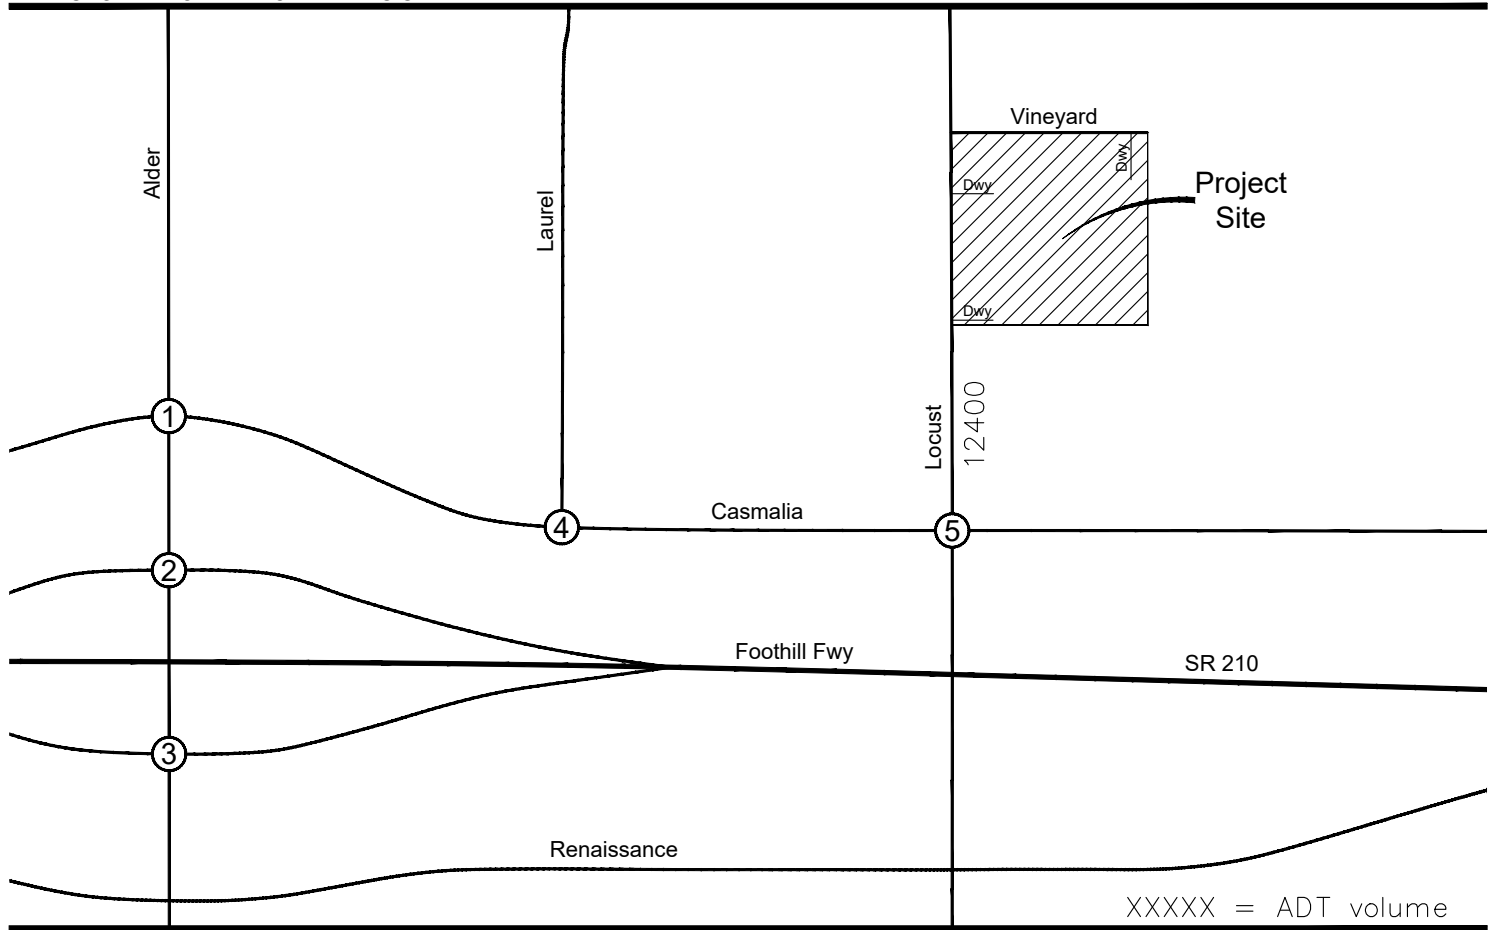 Vineyard
Alder
Dwy
Project
Site
Dwy
Laurel
Dwy
Locust
12400
1
Casmalia
4
5
2
Foothill Fwy
SR 210
3
Renaissance
XXXXX = ADT volume